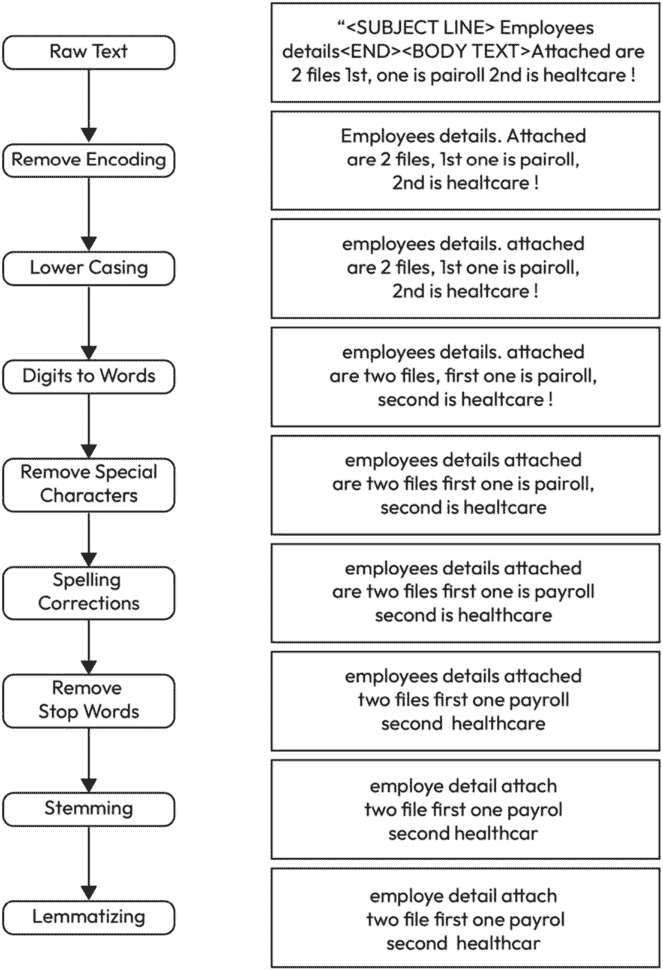 Raw Text
“<SUBJECT LINE> Employees
details<END><BODY TEXT>Attached are
2 files 1st, one is pairoll 2nd is healtcare !
Remove Encoding
Employees details. Attached
are 2 files, 1st one is pairoll,
2nd is healtcare !
Lower Casing
employees details. attached
are 2 files, 1st one is pairoll,
2nd is healtcare !
Digits to Words
employees details. attached
are two files, first one is pairoll,
second is healtcare !
Remove Special
Characters
employees details attached
are two files first one is pairoll,
second is healtcare
Spelling
Corrections
employees details attached
are two files first one is payroll
second is healthcare
Remove
Stop Words
employees details attached
two files first one payroll
second healthcare
Stemming
employe detail attach
two file first one payrol
second healthcar
Lemmatizing
employe detail attach
two file first one payrol
second healthcar